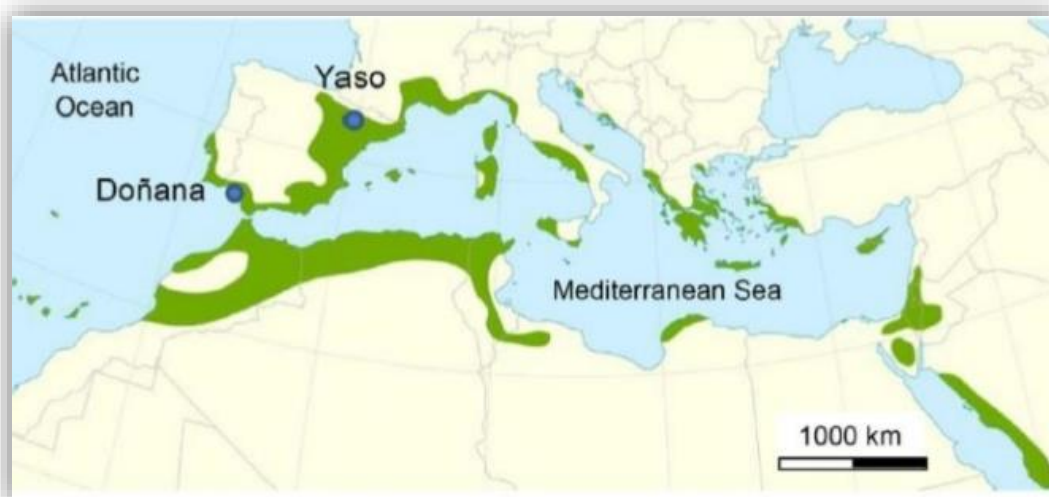 Atlantic
Ocean
Yaso
Doñana
Mediterranean Sea
1000 km